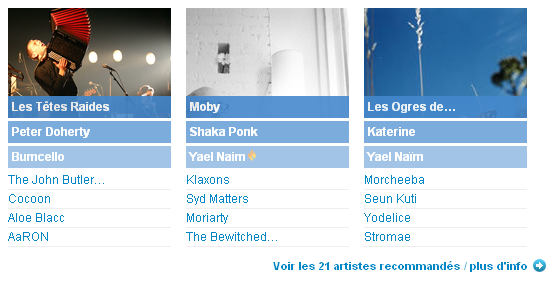 Les Têtes Raides
Moby
Les Ogres de...
Peter Doherty
Shaka Ponk
Katerine
Bumcello
Yael Naim
Yael Naïm
The John Butler...
Klaxons
Morcheeba
Cocoon
Syd Matters
Seun Kuti
Aloe Blacc
Moriarty
Yodelice
AaRON
The Bewitched...
Stromae
Voir les 21 artistes recommandés / plus d'info